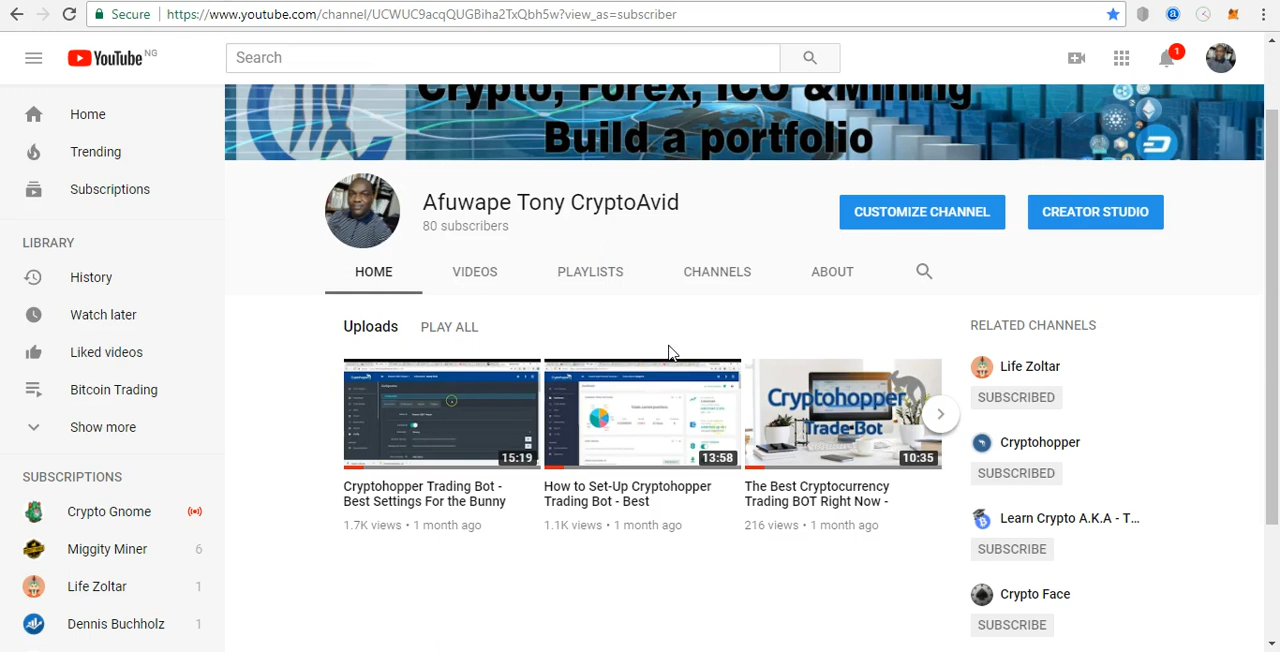 Secure
https://www.youtube.com/channel/UCWUC9acqQUGBiha2TxQbh5w?view_as=subscriber
YouTube NG
Search
1
Home
Trending
Subscriptions
LIBRARY
History
Watch later
Liked videos
Bitcoin Trading
Show more
SUBSCRIPTIONS
Crypto Gnome
Miggity Miner 6
Life Zoltar 1
Dennis Buchholz 1
Crypto, Forex, ICO &Mining
Build a portfolio
Afuwape Tony CryptoAvid
80 subscribers
CUSTOMIZE CHANNEL
CREATOR STUDIO
HOME
VIDEOS
PLAYLISTS
CHANNELS
ABOUT
Uploads
PLAY ALL
15:19
Cryptohopper Trading Bot -
Best Settings For the Bunny
1.7K views • 1 month ago
13:58
How to Set-Up Cryptohopper
Trading Bot - Best
1.1K views • 1 month ago
Cryptohopper
Trade Bot
10:35
The Best Cryptocurrency
Trading BOT Right Now -
216 views • 1 month ago
RELATED CHANNELS
Life Zoltar
SUBSCRIBED
Cryptohopper
SUBSCRIBED
Learn Crypto A.K.A - T...
SUBSCRIBE
Crypto Face
SUBSCRIBE